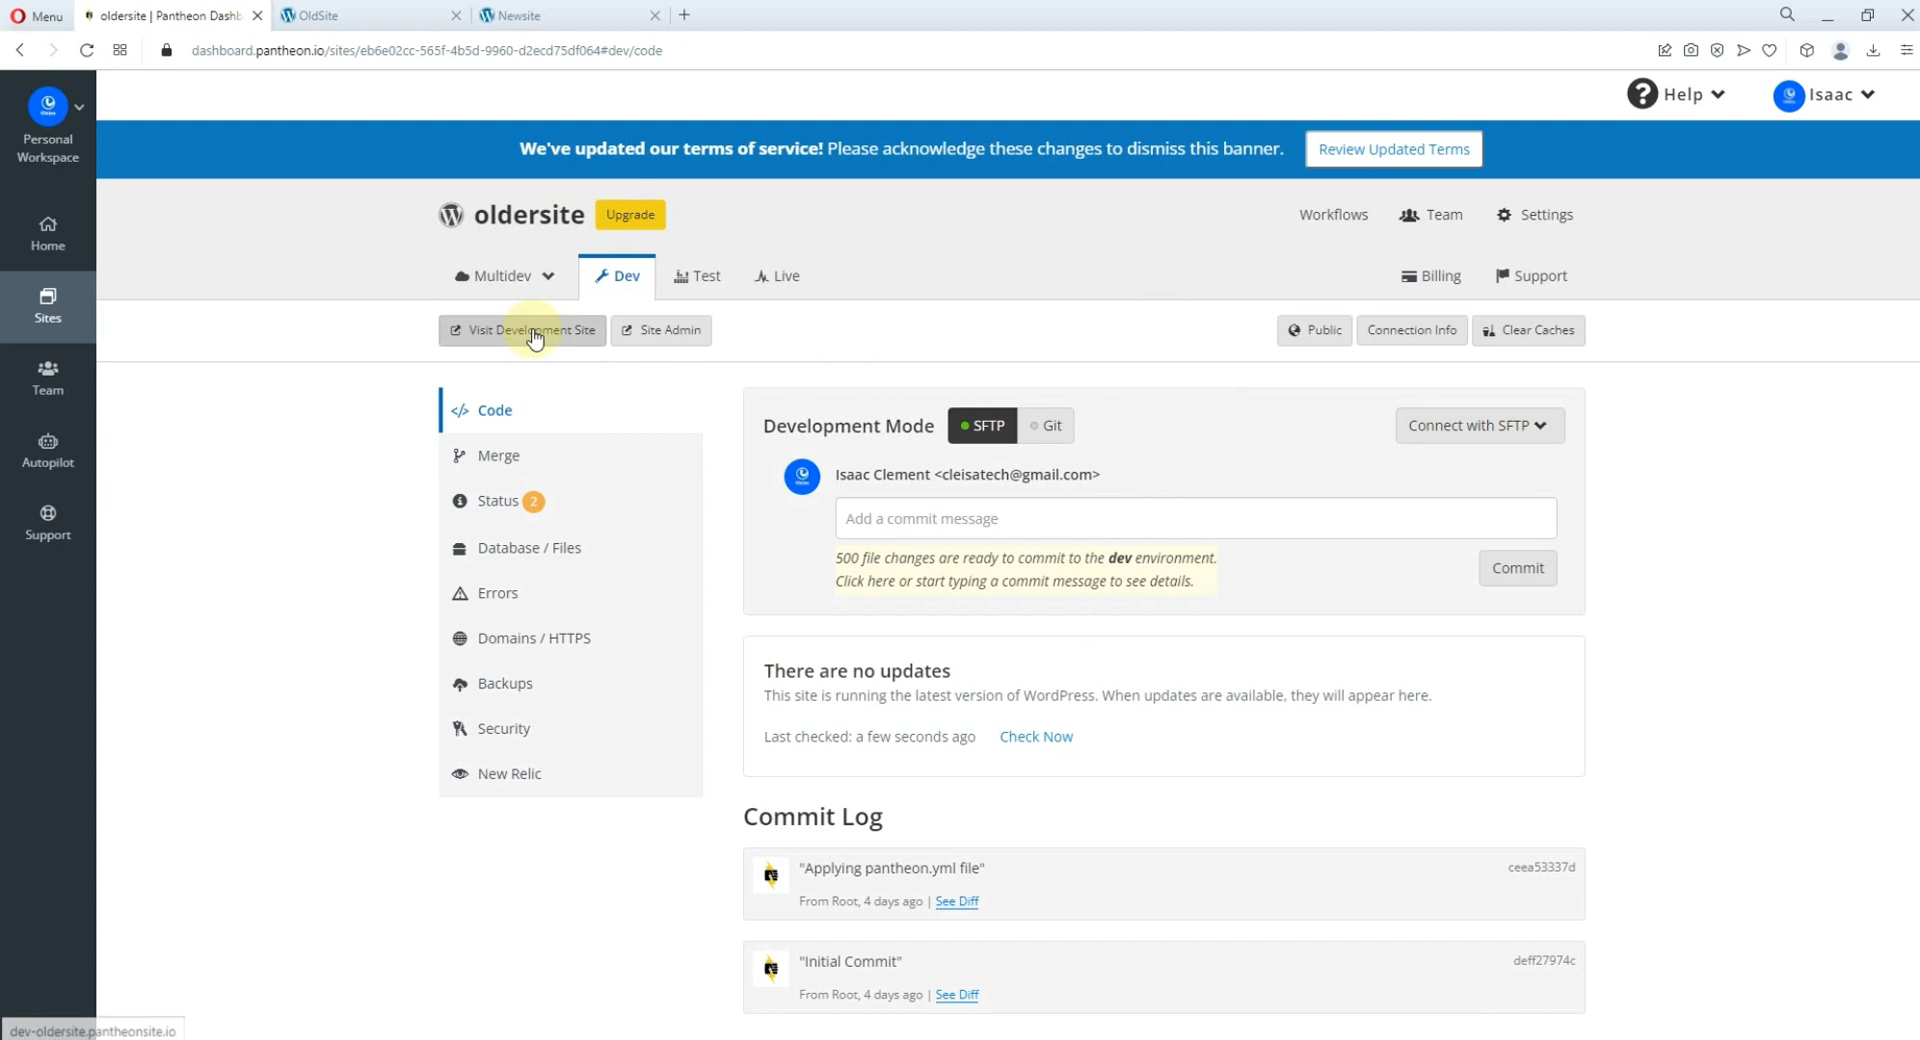 Menu
oldersite | Pantheon Dashb
OldSite
Newsite
dashboard.pantheon.io/sites/eb6e02cc-565f-4b5d-9960-d2ecd75df064#dev/code
Personal
Workspace
Home
Sites
Team
Autopilot
Support
Help
Isaac
We've updated our terms of service! Please acknowledge these changes to dismiss this banner.
Review Updated Terms
oldersite
Upgrade
Workflows
Team
Settings
Multidev
Dev
Test
Live
Billing
Support
Visit Development Site
Site Admin
Public
Connection Info
Clear Caches
</> Code
Merge
Status 2
Database / Files
Errors
Domains / HTTPS
Backups
Security
New Relic
Development Mode
SFTP
Git
Connect with SFTP
Isaac Clement <cleisatech@gmail.com>
Add a commit message
500 file changes are ready to commit to the dev environment.
Click here or start typing a commit message to see details.
Commit
There are no updates
This site is running the latest version of WordPress. When updates are available, they will appear here.
Last checked: a few seconds ago
Check Now
Commit Log
"Applying pantheon.yml file"
ceea53337d
From Root, 4 days ago | See Diff
"Initial Commit"
deff27974c
From Root, 4 days ago | See Diff
dev-oldersite.pantheonsite.io